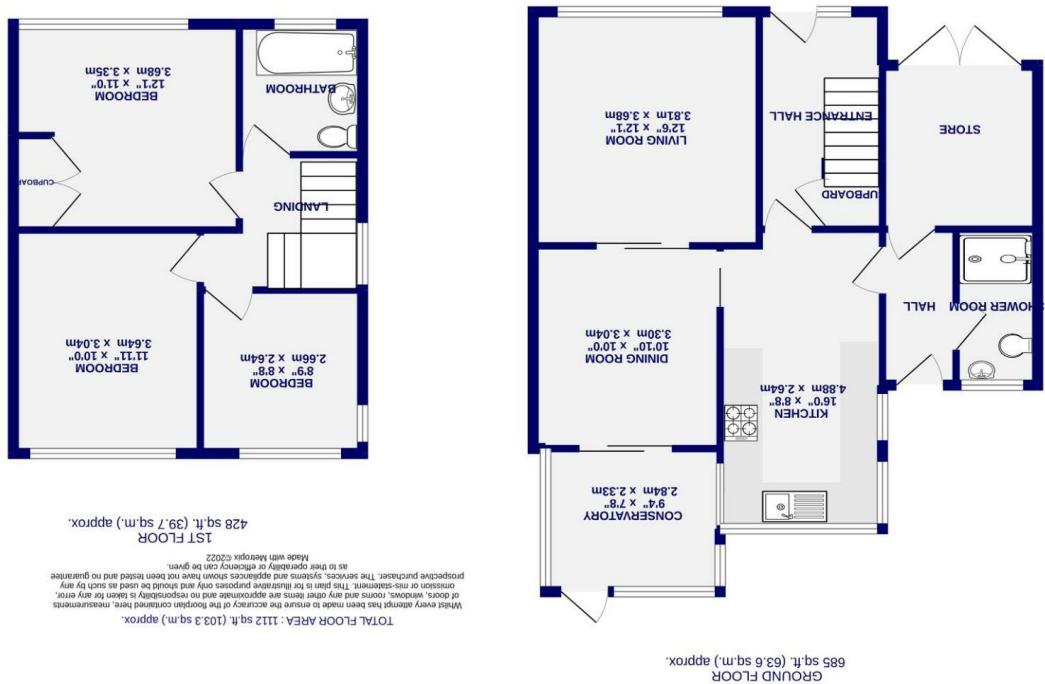 GROUND FLOOR
685 sq.ft. (63.6 sq.m.) approx.
CONSERVATORY
9'4" x 7'8"
2.84m x 2.33m
KITCHEN
16'0" x 8'8"
4.88m x 2.64m
DINING ROOM
10'10" x 10'0"
3.30m x 3.04m
HALL
SHOWER ROOM
CUPBOARD
LIVING ROOM
12'6" x 12'1"
3.81m x 3.68m
ENTRANCE HALL
STORE
1ST FLOOR
428 sq.ft. (39.7 sq.m.) approx.
BEDROOM
8'9" x 8'8"
2.66m x 2.64m
BEDROOM
11'11" x 10'0"
3.64m x 3.04m
LANDING
CUPBOARD
BATHROOM
BEDROOM
12'1" x 11'0"
3.68m x 3.35m
TOTAL FLOOR AREA : 1112 sq.ft. (103.3 sq.m.) approx.
Whilst every attempt has been made to ensure the accuracy of the floorplan contained here, measurements
of doors, windows, rooms and any other items are approximate and no responsibility is taken for any error,
omission or mis-statement. This plan is for illustrative purposes only and should be used as such by any
prospective purchase. The services, systems and appliances shown have not been tested and no guarantee
as to their operability or efficiency can be given.
Made with Metropix ©2022